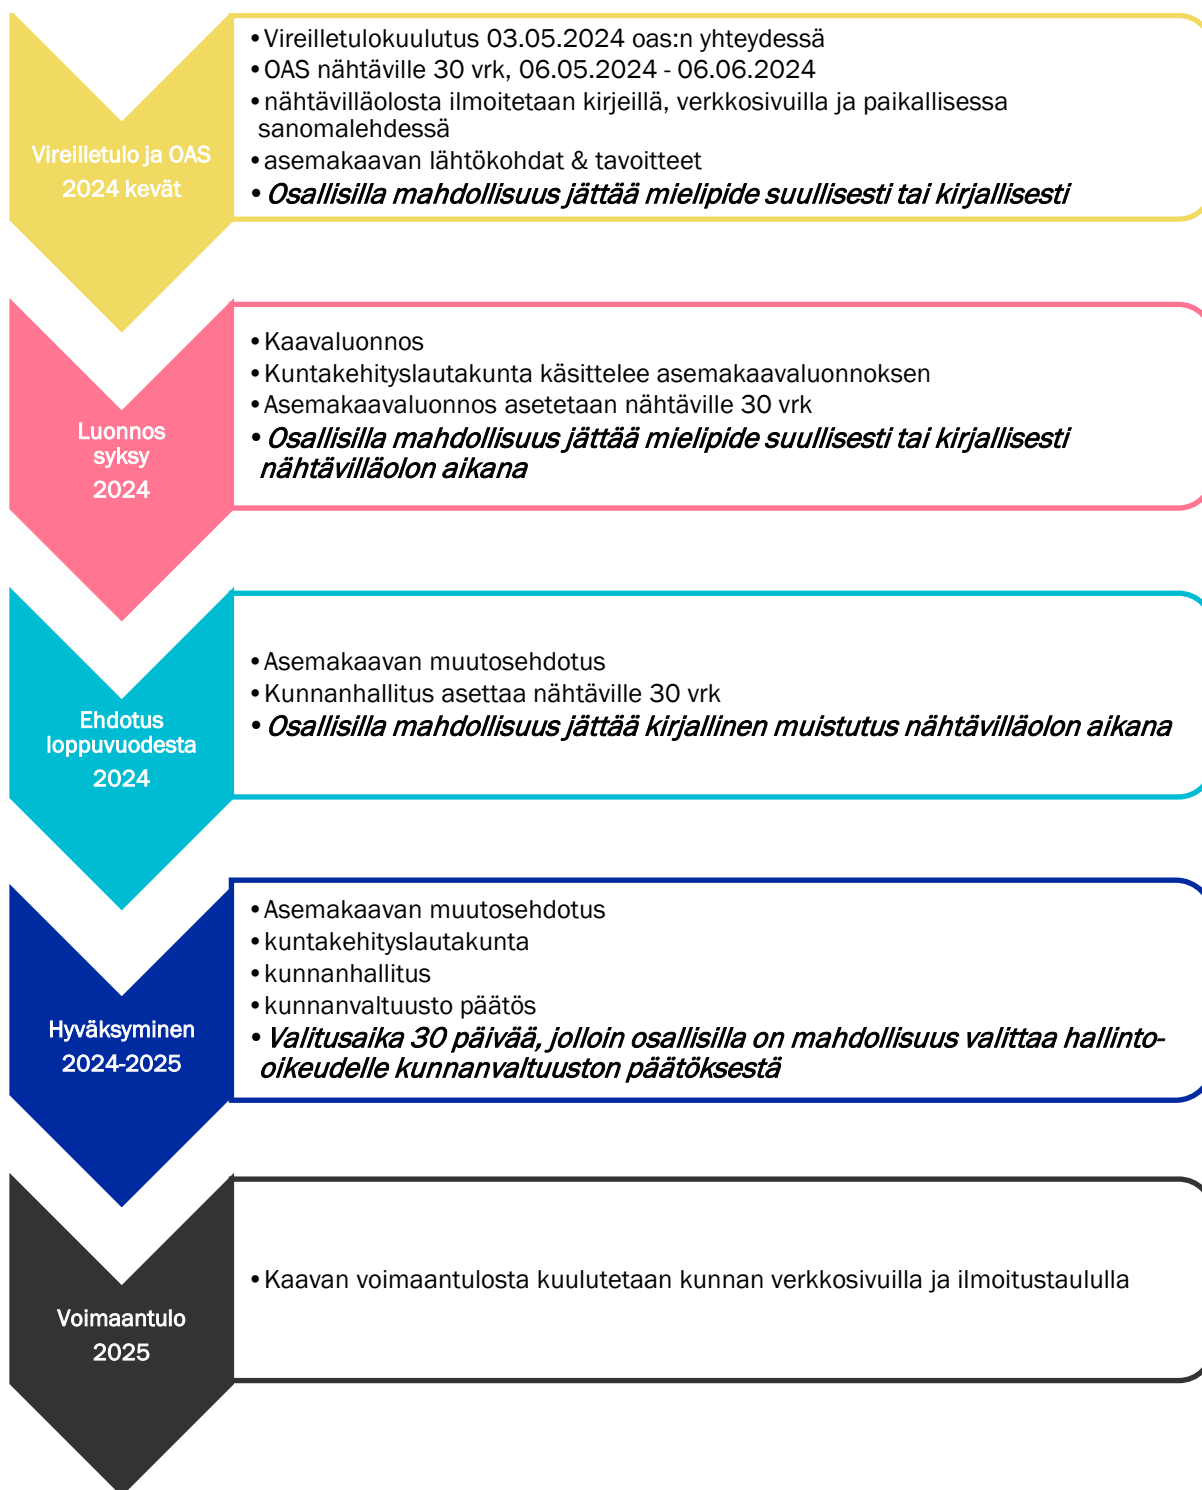 Vireilletulo ja OAS
2024 kevät
•Vireilletulokuulutus 03.05.2024 oas:n yhteydessä
•OAS nähtäville 30 vrk, 06.05.2024 - 06.06.2024
•nähtävilläolosta ilmoitetaan kirjeillä, verkkosivuilla ja paikallisessa
sanomalehdessä
•asemakaavan lähtökohdat & tavoitteet
•Osallisilla mahdollisuus jättää mielipide suullisesti tai kirjallisesti
Luonnos
syksy
2024
•Kaavaluonnos
•Kuntakehityslautakunta käsittelee asemakaavaluonnoksen
•Asemakaavaluonnos asetetaan nähtäville 30 vrk
•Osallisilla mahdollisuus jättää mielipide suullisesti tai kirjallisesti
nähtävilläolon aikana
Ehdotus
loppuvuodesta
2024
•Asemakaavan muutosehdotus
•Kunnanhallitus asettaa nähtäville 30 vrk
•Osallisilla mahdollisuus jättää kirjallinen muistutus nähtävilläolon aikana
Hyväksyminen
2024-2025
•Asemakaavan muutosehdotus
•kuntakehityslautakunta
•kunnanhallitus
•kunnanvaltuusto päätös
•Valitusaika 30 päivää, jolloin osallisilla on mahdollisuus valittaa hallinto-
oikeudelle kunnanvaltuuston päätöksestä
Voimaantulo
2025
•Kaavan voimaantulosta kuulutetaan kunnan verkkosivuilla ja ilmoitustaululla